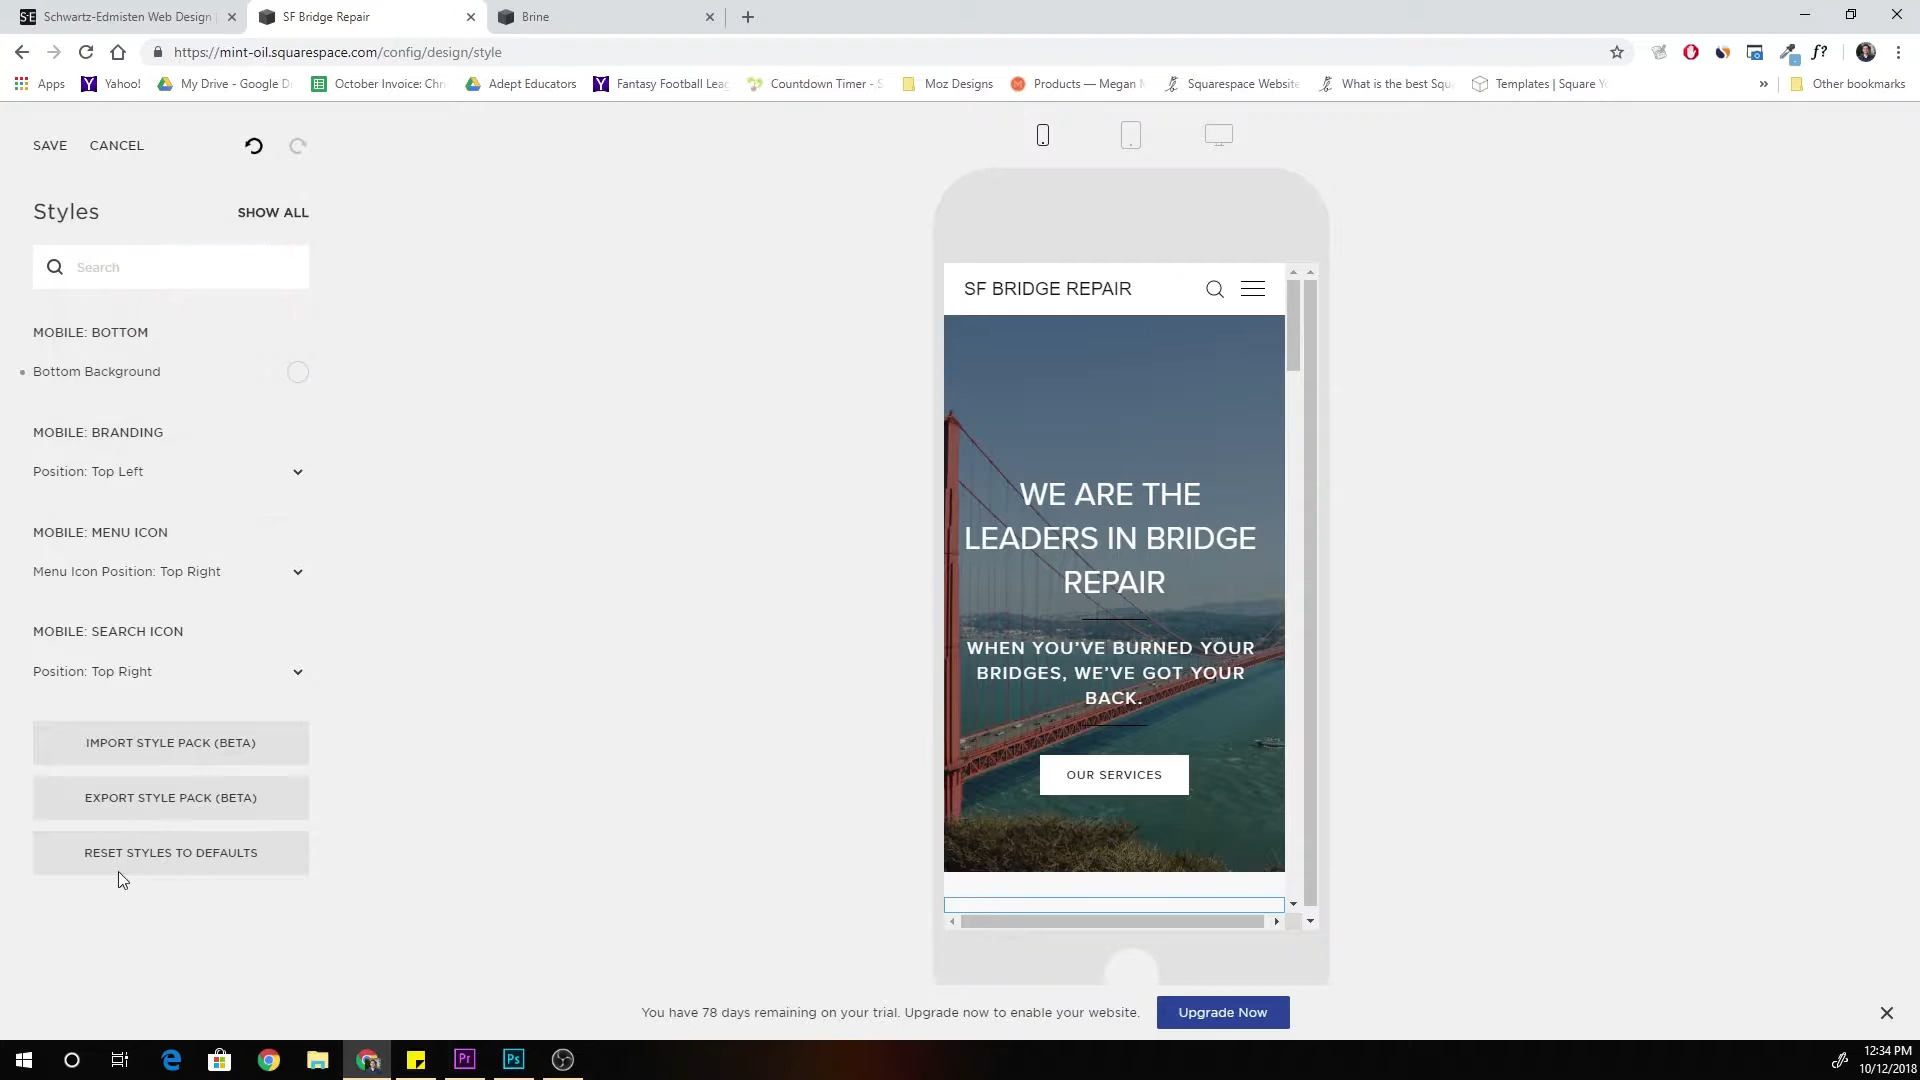 Schwartz-Edmisten Web Design
SF Bridge Repair
Brine
https://mint-oil.squarespace.com/config/design/style
Apps
Yahoo!
My Drive - Google D
October Invoice: Chri
Adept Educators
Fantasy Football Leag
Countdown Timer - S
Moz Designs
Products — Megan M
Squarespace Website
What is the best Squ
Templates | Square Y
Other bookmarks
SAVE
CANCEL
Styles
SHOW ALL
Search
MOBILE: BOTTOM
Bottom Background
MOBILE: BRANDING
Position: Top Left
MOBILE: MENU ICON
Menu Icon Position: Top Right
MOBILE: SEARCH ICON
Position: Top Right
IMPORT STYLE PACK (BETA)
EXPORT STYLE PACK (BETA)
RESET STYLES TO DEFAULTS
SF BRIDGE REPAIR
WE ARE THE
LEADERS IN BRIDGE
REPAIR
WHEN YOU'VE BURNED YOUR
BRIDGES, WE'VE GOT YOUR
BACK.
OUR SERVICES
You have 78 days remaining on your trial. Upgrade now to enable your website.
Upgrade Now
12:34 PM
10/12/2018